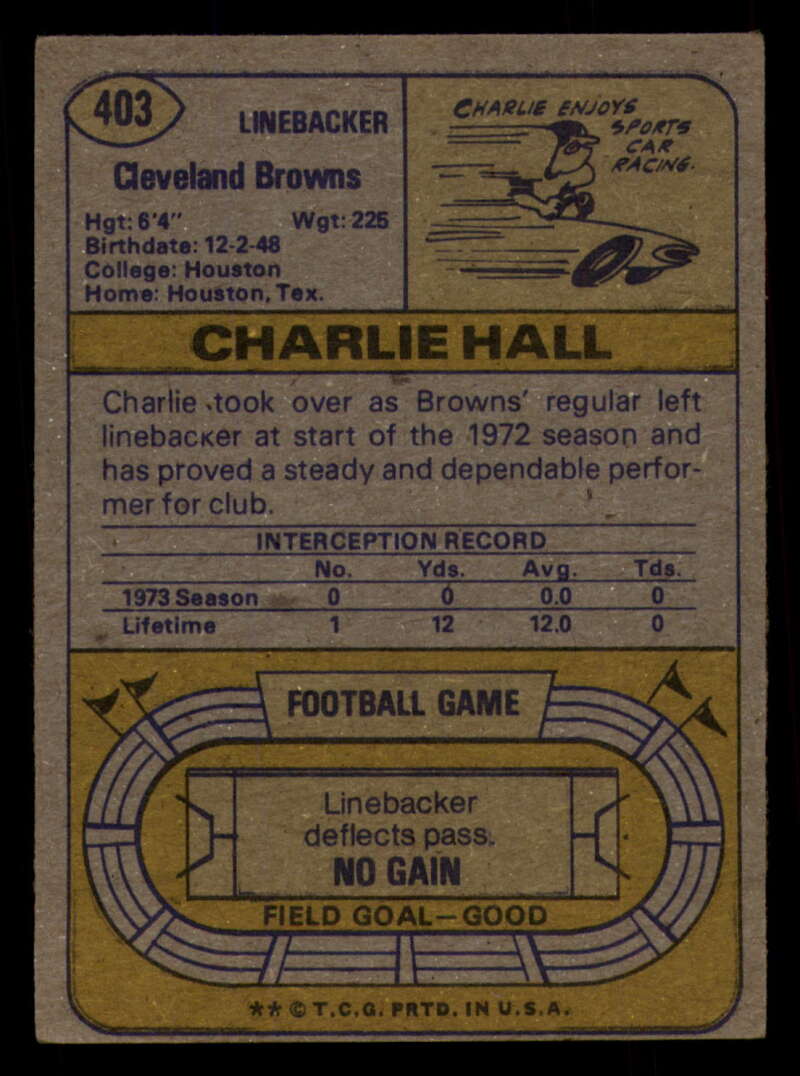 403
LINEBACKER
Cleveland Browns
Hgt: 6'4" Wgt: 225
Birthdate: 12-2-48
College: Houston
Home: Houston, Tex.
CHARLIE ENJOYS
SPORTS
CAR
RACING.
CHARLIE HALL
Charlie took over as Browns' regular left
linebacker at start of the 1972 season and
has proved a steady and dependable perfor-
mer for club.
INTERCEPTION RECORD
No. Yds. Avg. Tds.
1973 Season 0 0 0.0 0
Lifetime 1 12 12.0 0
FOOTBALL GAME
Linebacker
deflects pass.
NO GAIN
FIELD GOAL—GOOD
** © T.C.G. PRTD. IN U.S.A.